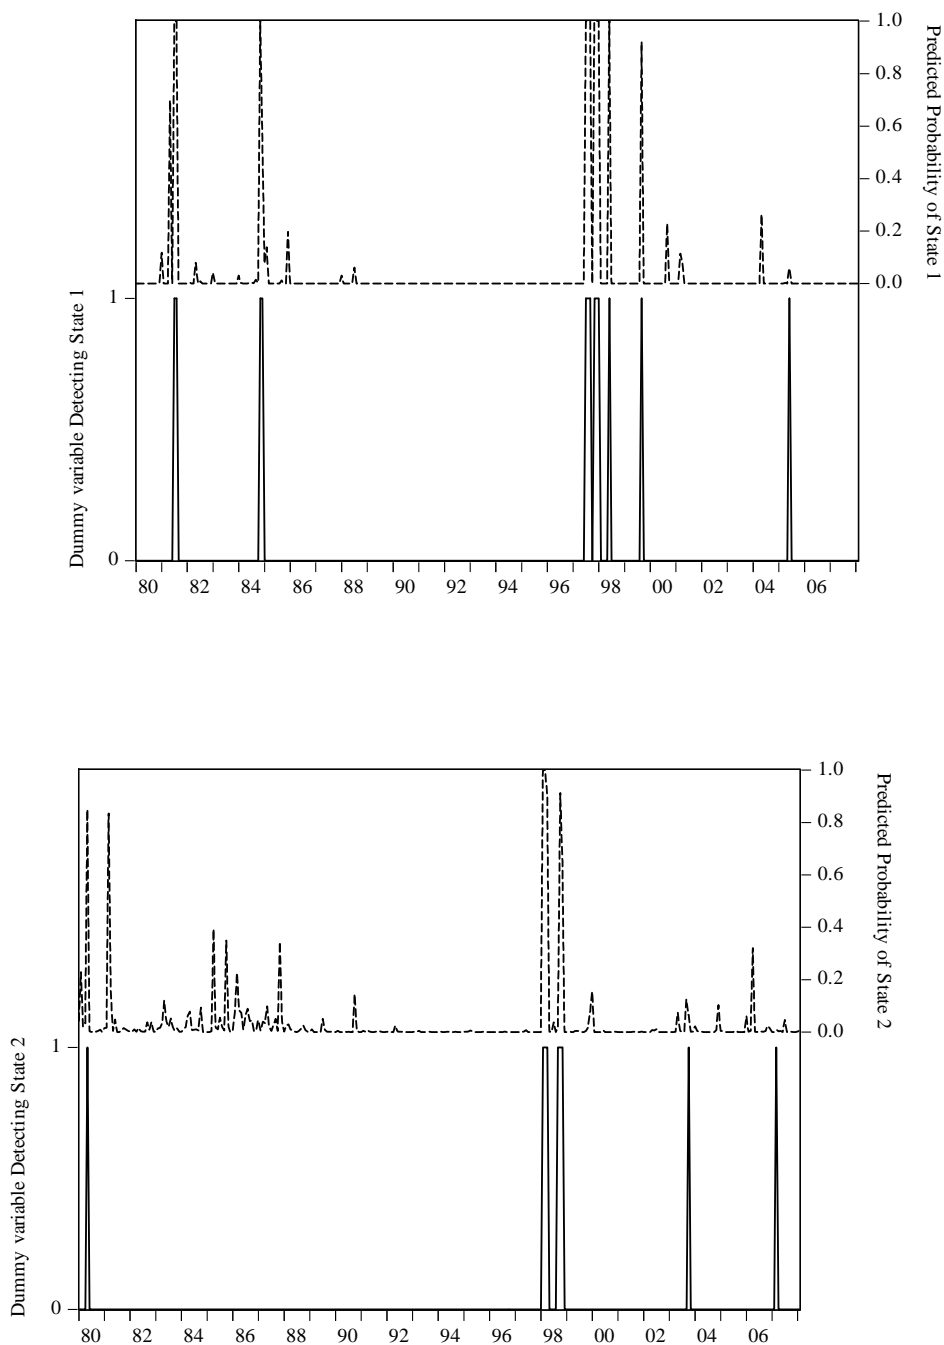 1.0
0.8
0.6
0.4
0.2
0.0
Predicted Probability of State 1
1
0
Dummy variable Detecting State 1
80 82 84 86 88 90 92 94 96 98 00 02 04 06
1.0
0.8
0.6
0.4
0.2
0.0
Predicted Probability of State 2
1
0
Dummy variable Detecting State 2
80 82 84 86 88 90 92 94 96 98 00 02 04 06